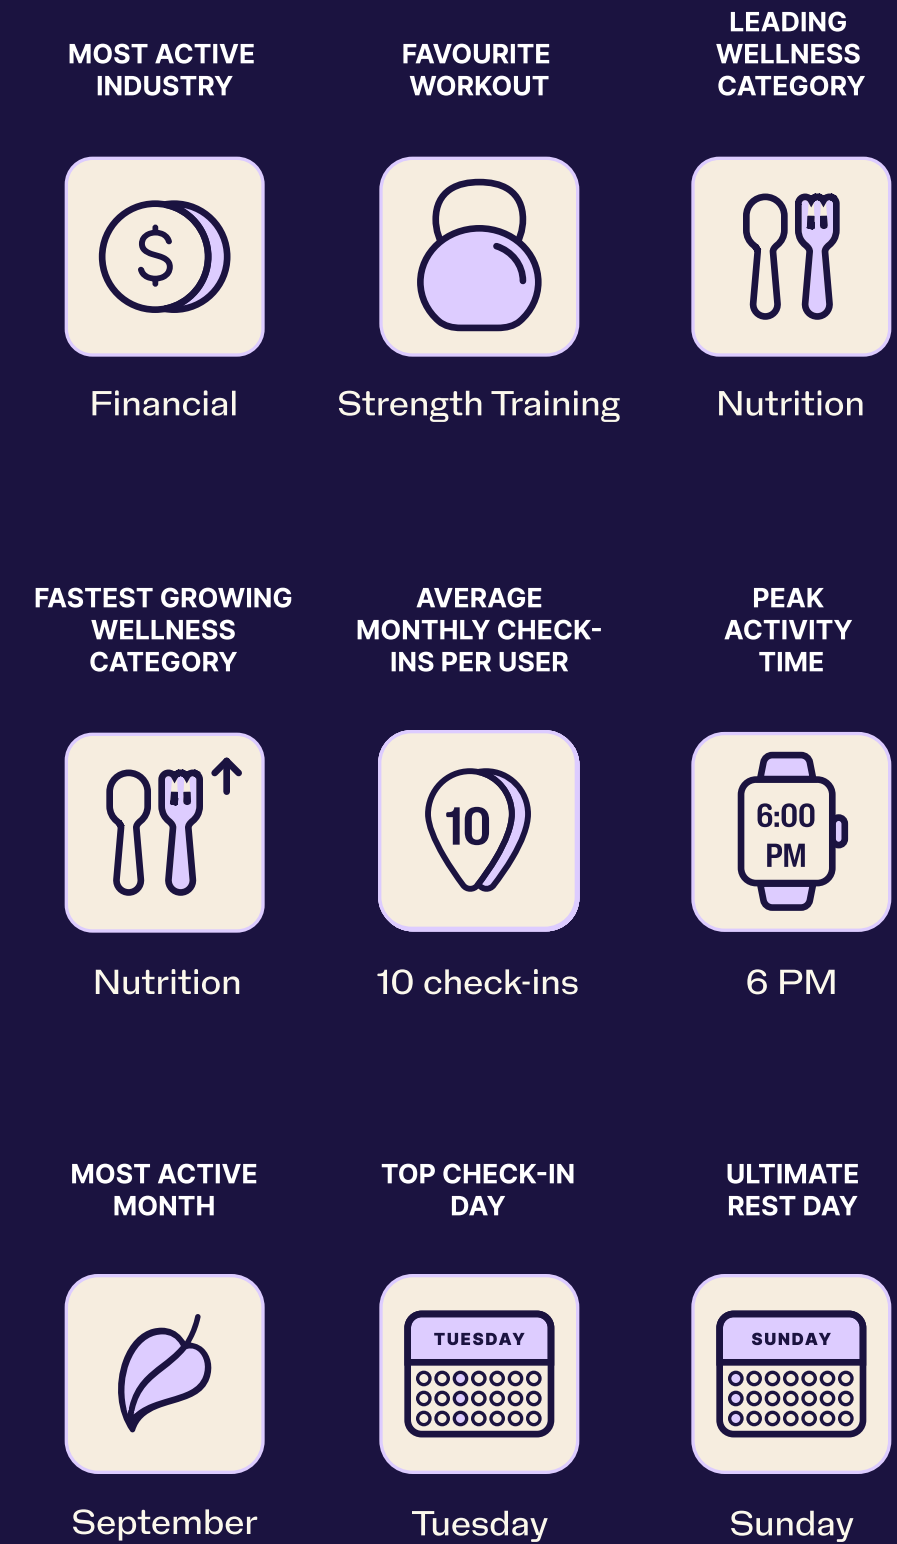 MOST ACTIVE
INDUSTRY
FAVOURITE
WORKOUT
LEADING
WELLNESS
CATEGORY
$
Financial
Strength Training
Nutrition
FASTEST GROWING
WELLNESS
CATEGORY
AVERAGE
MONTHLY CHECK-
INS PER USER
PEAK
ACTIVITY
TIME
10
6:00
PM
Nutrition
10 check-ins
6 PM
MOST ACTIVE
MONTH
TOP CHECK-IN
DAY
ULTIMATE
REST DAY
TUESDAY
SUNDAY
September
Tuesday
Sunday